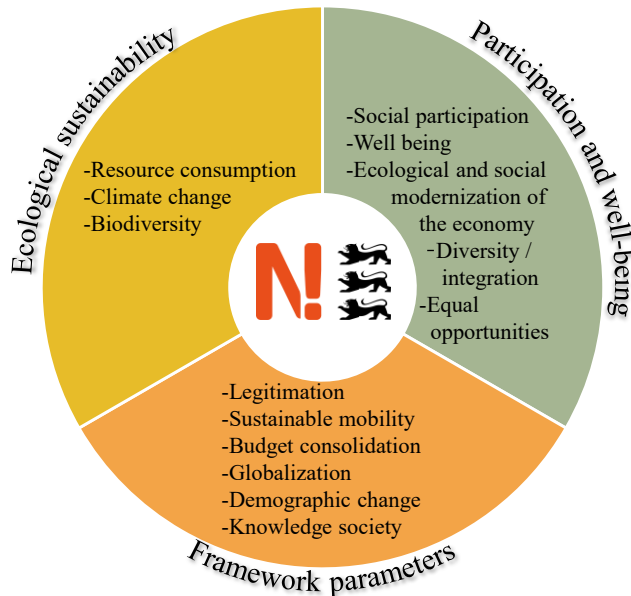 Ecological sustainability
-Resource consumption
-Climate change
-Biodiversity
Participation and well-being
-Social participation
-Well being
-Ecological and social
modernization of
the economy
-Diversity /
integration
-Equal
opportunities
N!
-Legitimation
-Sustainable mobility
-Budget consolidation
-Globalization
-Demographic change
-Knowledge society
Framework parameters